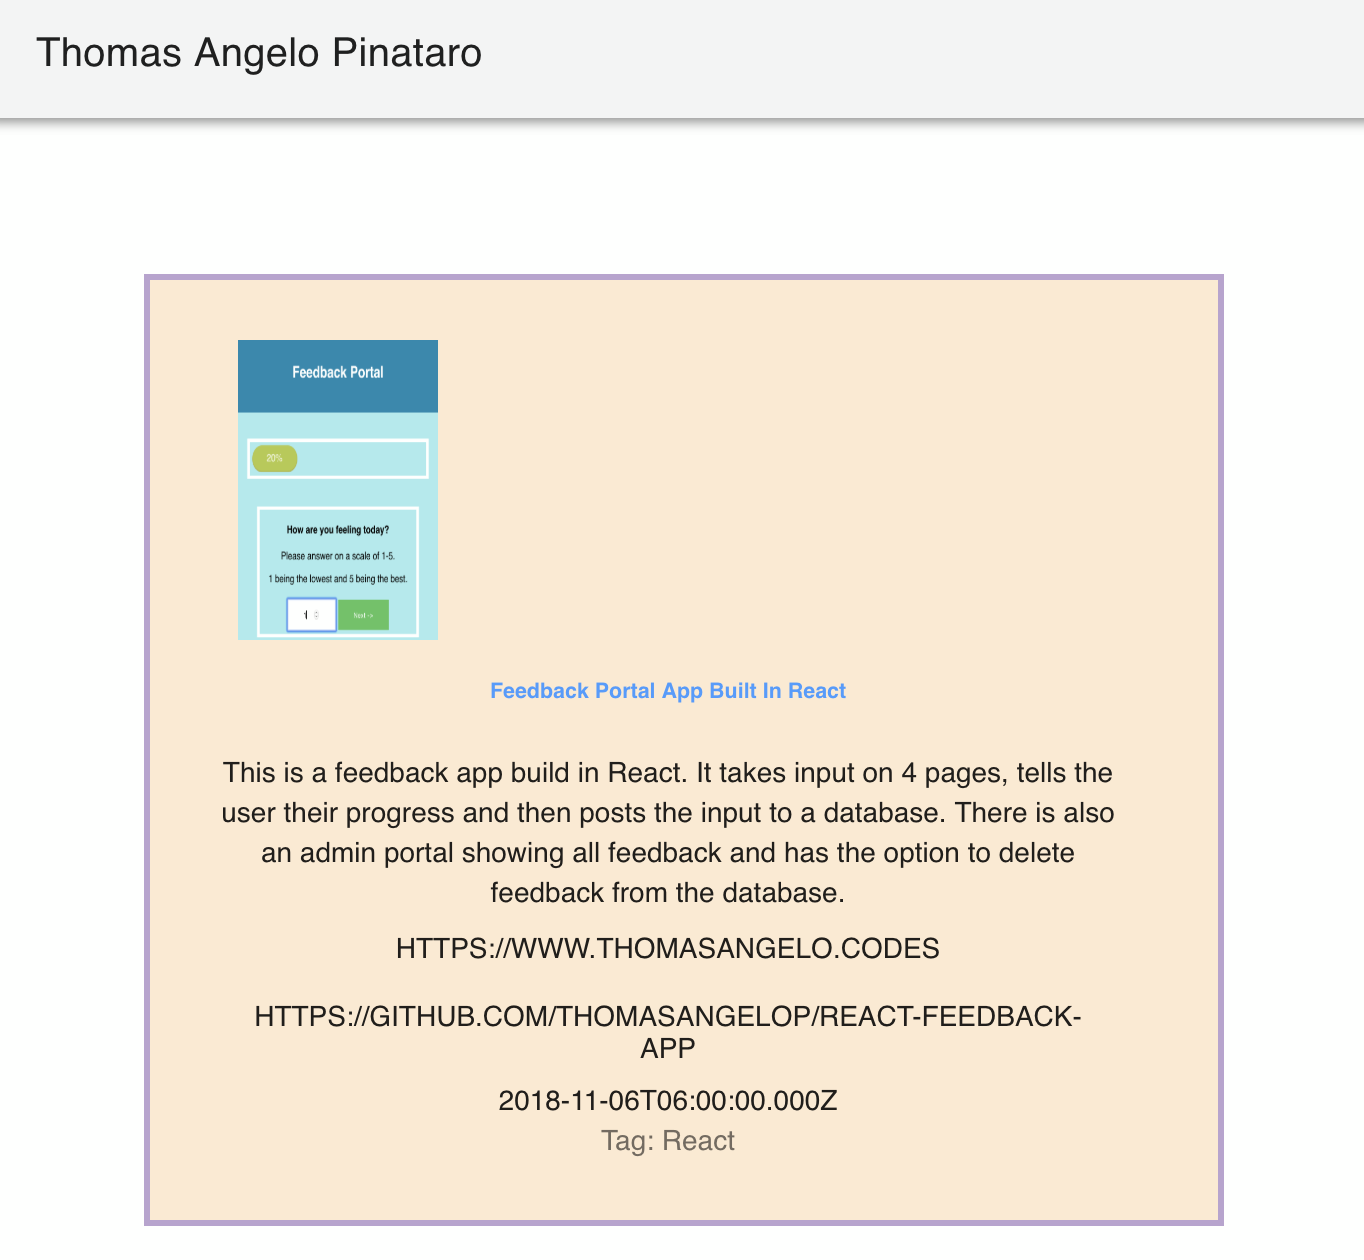 Thomas Angelo Pinataro
Feedback Portal
20%
How are you feeling today?
Please answer on a scale of 1-5.
1 being the lowest and 5 being the best.
1
Next ->
Feedback Portal App Built In React
This is a feedback app build in React. It takes input on 4 pages, tells the
user their progress and then posts the input to a database. There is also
an admin portal showing all feedback and has the option to delete
feedback from the database.
HTTPS://WWW.THOMASANGELO.CODES
HTTPS://GITHUB.COM/THOMASANGELOP/REACT-FEEDBACK-
APP
2018-11-06T06:00:00.000Z
Tag: React